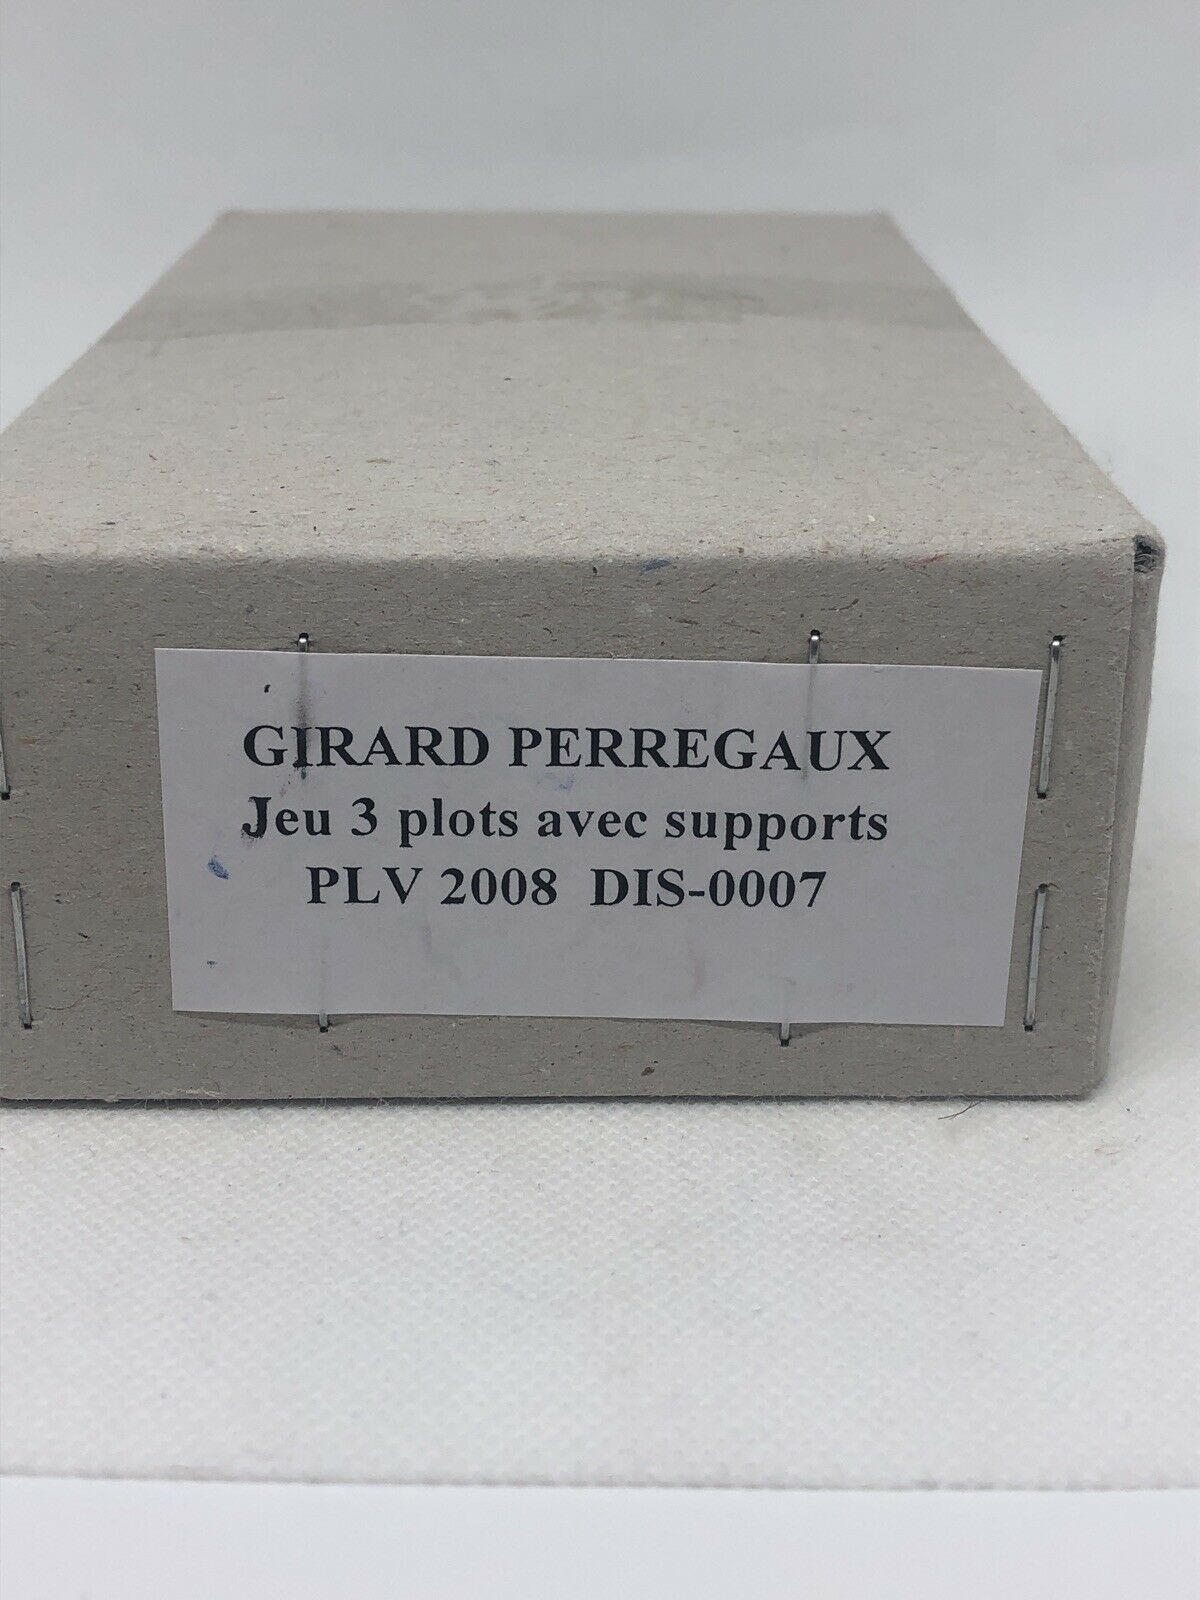 GIRARD PERREGAUX
Jeu 3 plots avec supports
PLV 2008 DIS-0007